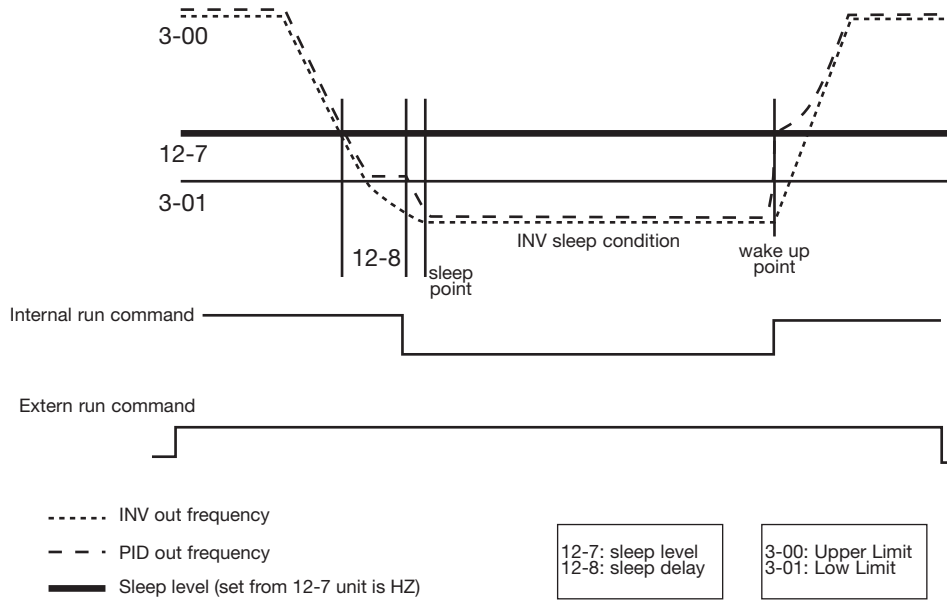 3-00
12-7
3-01
12-8
sleep
point
INV sleep condition
wake up
point
Internal run command
Extern run command
INV out frequency
PID out frequency
Sleep level (set from 12-7 unit is HZ)
12-7: sleep level
12-8: sleep delay
3-00: Upper Limit
3-01: Low Limit